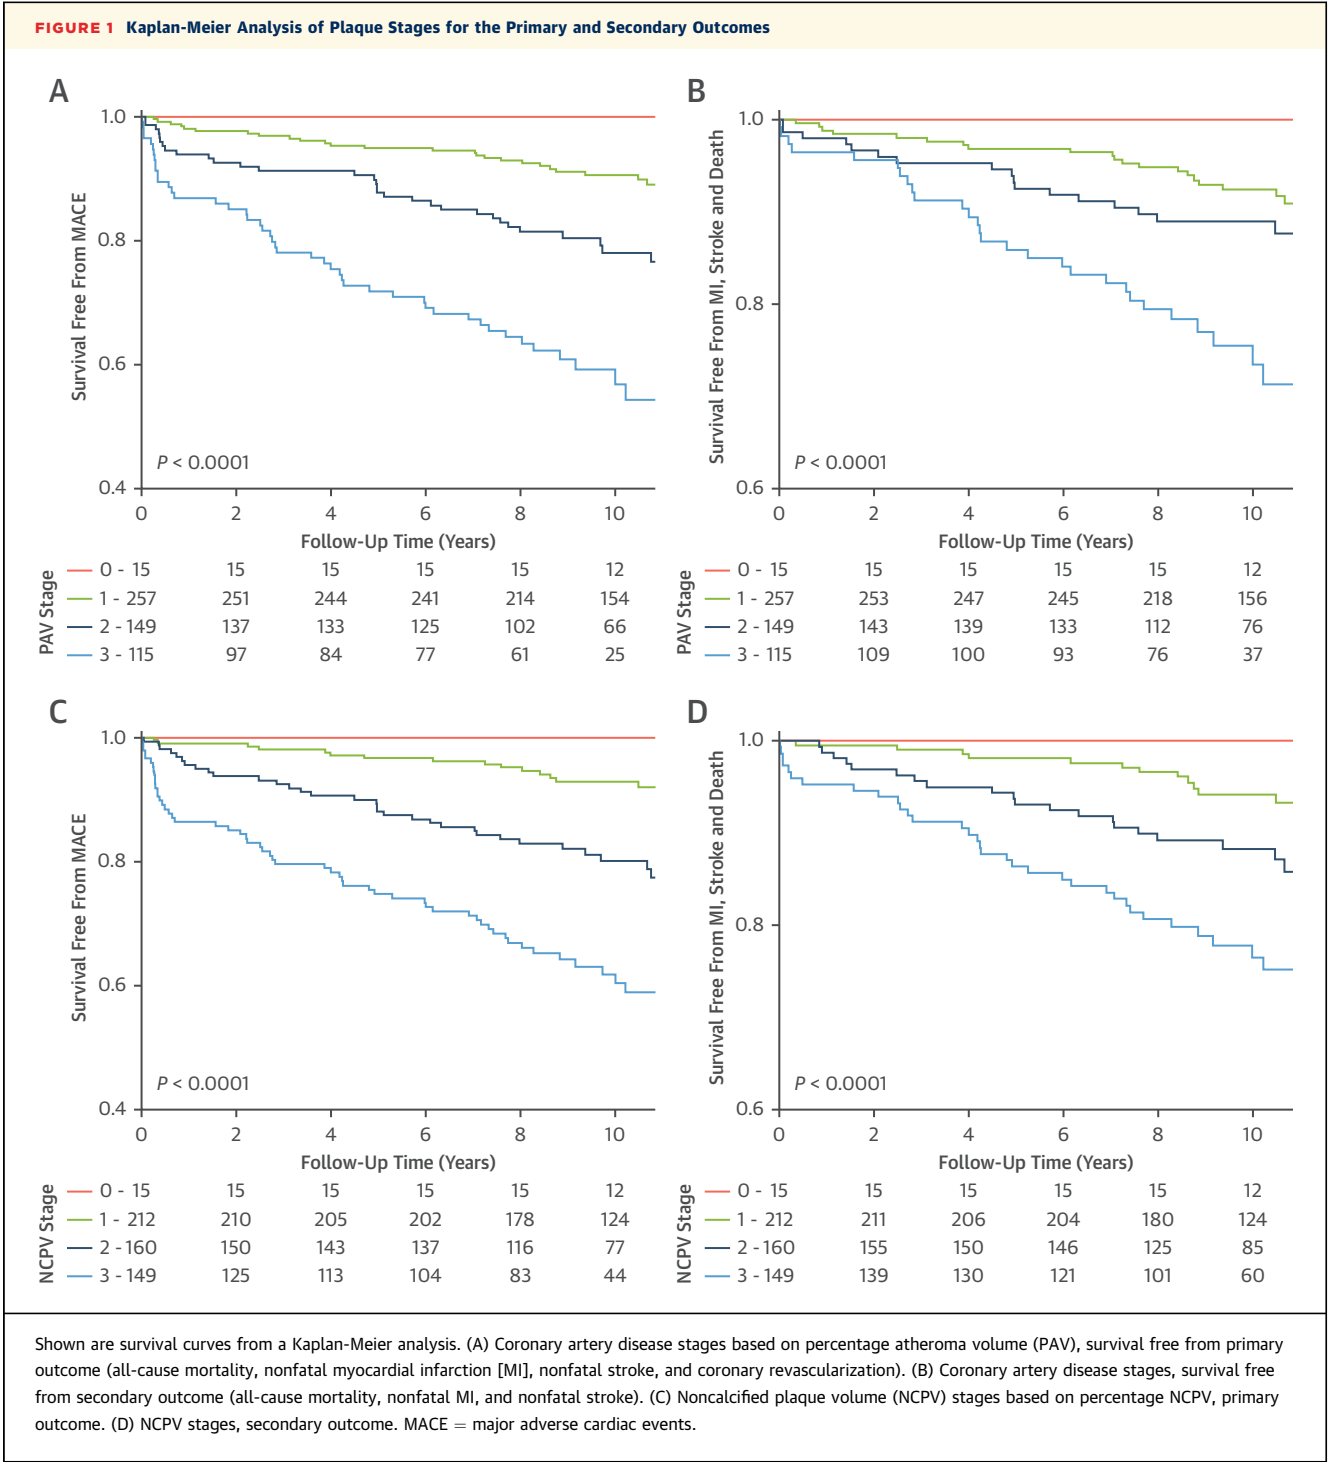 FIGURE 1 Kaplan-Meier Analysis of Plaque Stages for the Primary and Secondary Outcomes
A
Survival Free From MACE
1.0
0.8
0.6
0.4
P < 0.0001
0 2 4 6 8 10
Follow-Up Time (Years)
PAV Stage
0 - 15 15 15 15 15 12
1 - 257 251 244 241 214 154
2 - 149 137 133 125 102 66
3 - 115 97 84 77 61 25
B
Survival Free From MI, Stroke and Death
1.0
0.8
0.6
P < 0.0001
0 2 4 6 8 10
Follow-Up Time (Years)
PAV Stage
0 - 15 15 15 15 15 12
1 - 257 253 247 245 218 156
2 - 149 143 139 133 112 76
3 - 115 109 100 93 76 37
C
Survival Free From MACE
1.0
0.8
0.6
0.4
P < 0.0001
0 2 4 6 8 10
Follow-Up Time (Years)
NCPV Stage
0 - 15 15 15 15 15 12
1 - 212 210 205 202 178 124
2 - 160 150 143 137 116 77
3 - 149 125 113 104 83 44
D
Survival Free From MI, Stroke and Death
1.0
0.8
0.6
P < 0.0001
0 2 4 6 8 10
Follow-Up Time (Years)
NCPV Stage
0 - 15 15 15 15 15 12
1 - 212 211 206 204 180 124
2 - 160 155 150 146 125 85
3 - 149 139 130 121 101 60
Shown are survival curves from a Kaplan-Meier analysis. (A) Coronary artery disease stages based on percentage atheroma volume (PAV), survival free from primary
outcome (all-cause mortality, nonfatal myocardial infarction [MI], nonfatal stroke, and coronary revascularization). (B) Coronary artery disease stages, survival free
from secondary outcome (all-cause mortality, nonfatal MI, and nonfatal stroke). (C) Noncalcified plaque volume (NCPV) stages based on percentage NCPV, primary
outcome. (D) NCPV stages, secondary outcome. MACE = major adverse cardiac events.